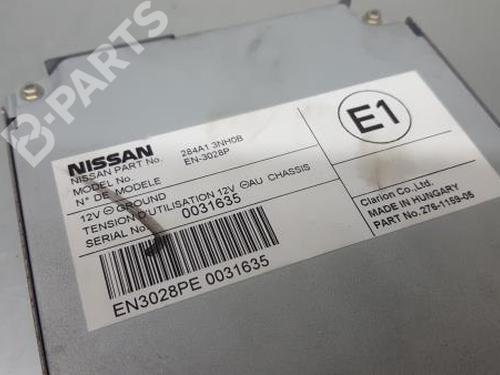 B-PARTS
NISSAN
NISSAN PART No. 284A1 3NH0B
MODEL No. EN-3028P
N° DE MODELE
12V ⊖ GROUND
TENSION D'UTILISATION 12V ⊖AU CHASSIS
SERIAL No. 0031635
EN3028PE 0031635
E1
Clarion Co.,Ltd.
MADE IN HUNGARY
PART No. 276-1159-05